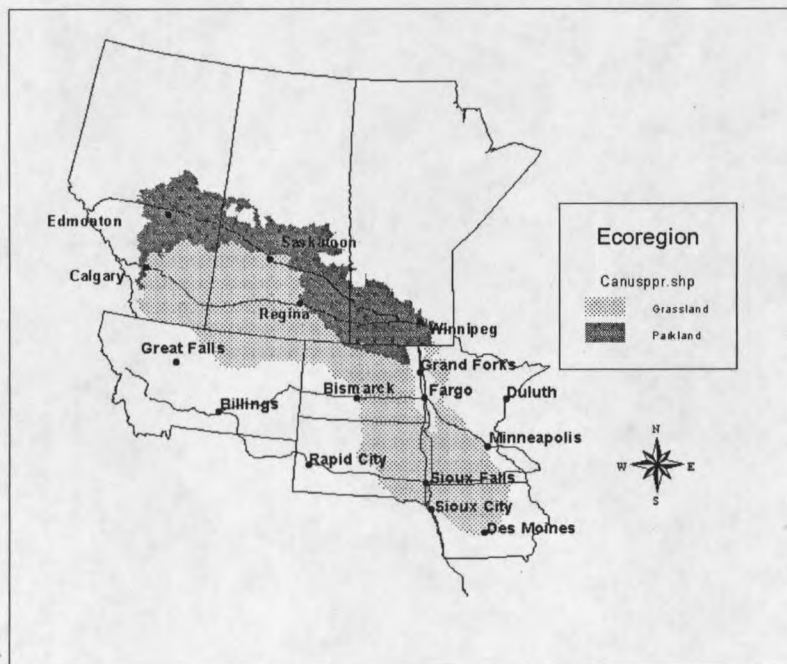 Edmonton
Saskatoon
Calgary
Regina
Winnipeg
Great Falls
Grand Forks
Bismarck
Fargo
Duluth
Billings
Minneapolis
Rapid City
Sioux Falls
Sioux City
Des Moines
Ecoregion
Canusppr.shp
Grassland
Parkland
N
W
E
S